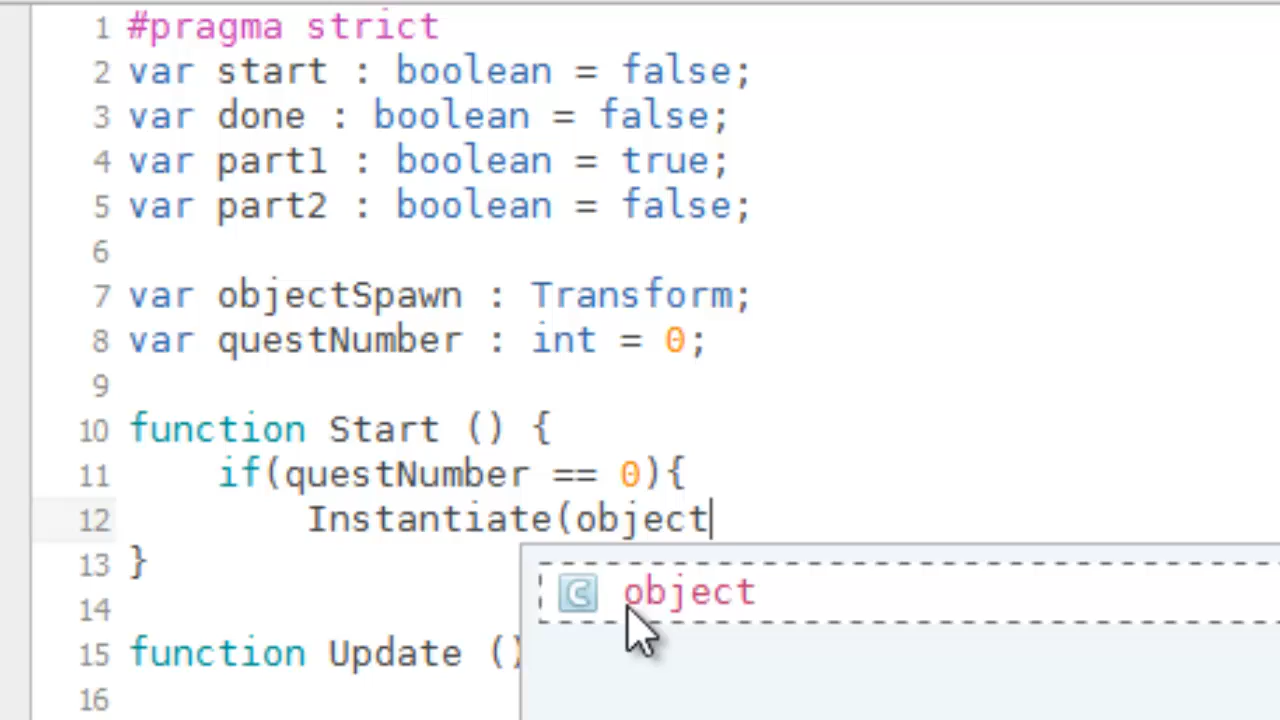 1 #pragma strict
2 var start : boolean = false;
3 var done : boolean = false;
4 var part1 : boolean = true;
5 var part2 : boolean = false;
6
7 var objectSpawn : Transform;
8 var questNumber : int = 0;
9
10 function Start () {
11 if(questNumber == 0){
12 Instantiate(object
13 }
C object
14
15 function Update ()
16